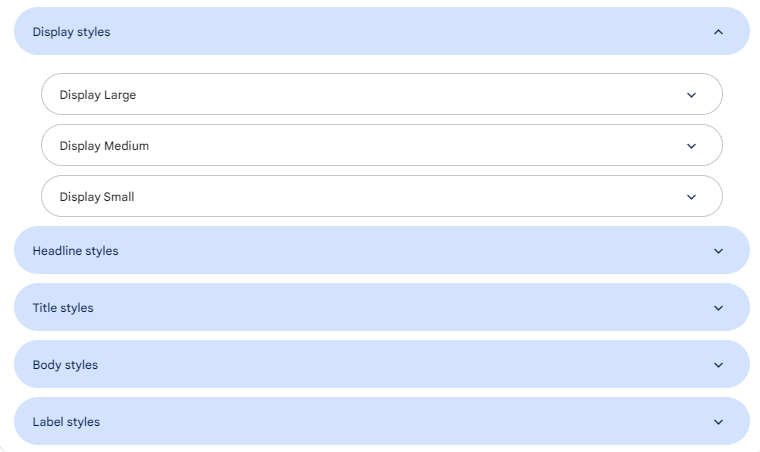 Display styles
Display Large
Display Medium
Display Small
Headline styles
Title styles
Body styles
Label styles